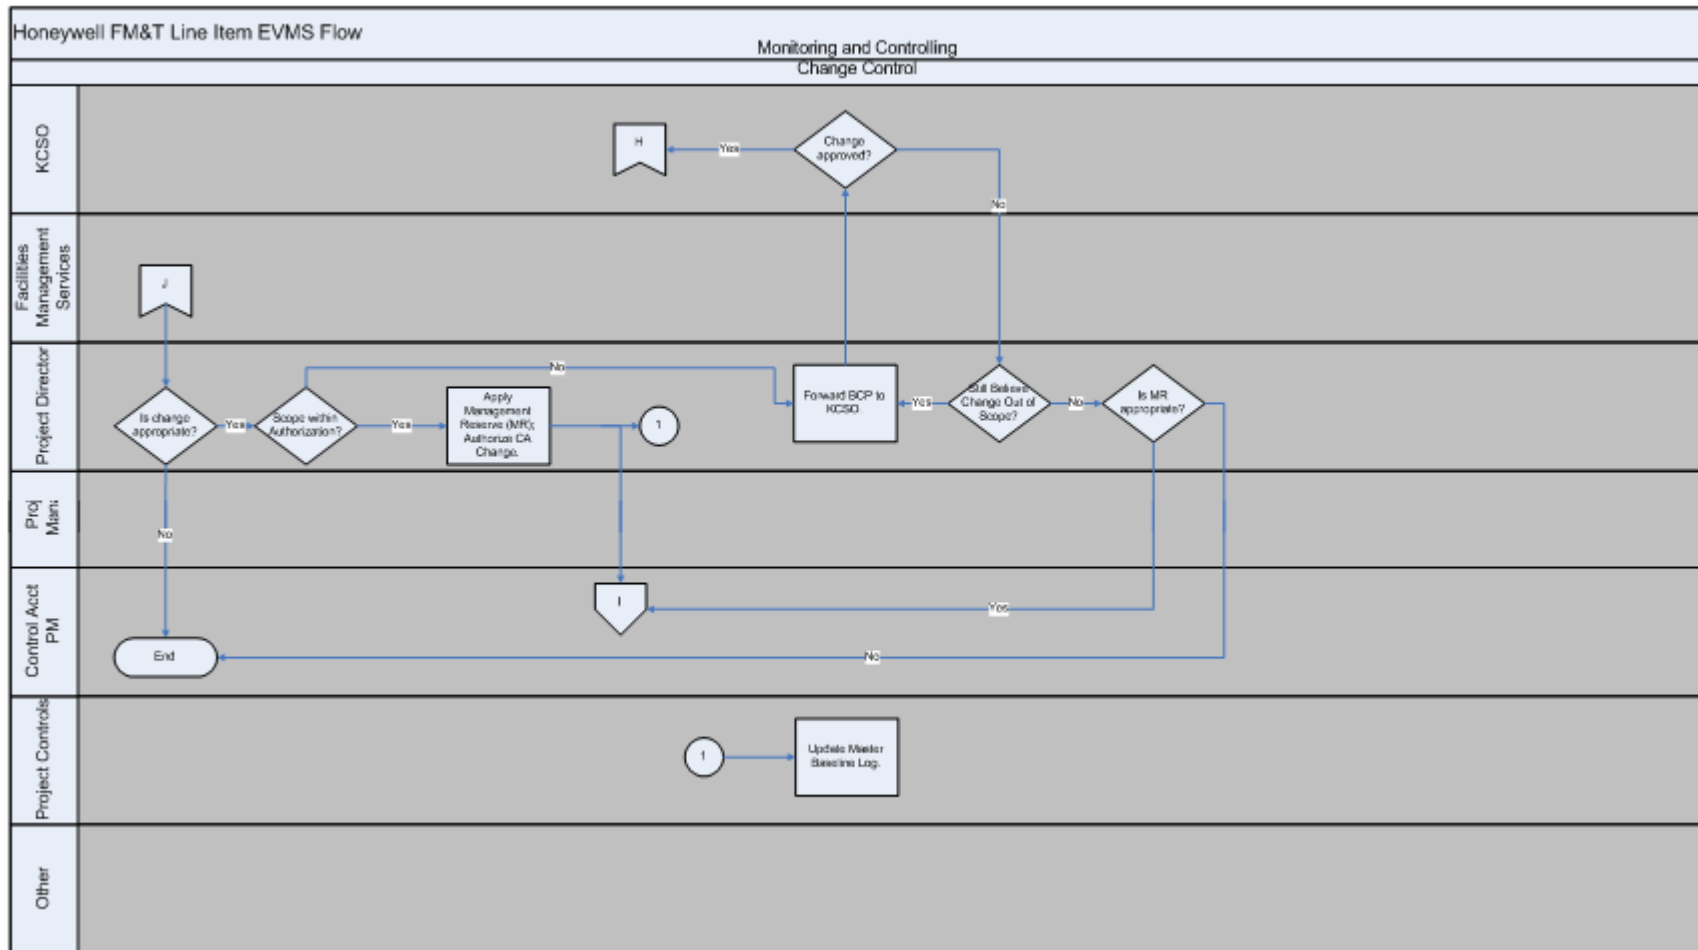 Honeywell FM&T Line Item EVMS Flow
Monitoring and Controlling
Change Control
KCSO
H
Yes
Change
approved?
No
Facilities
Management
Services
J
Project Director
Is change
appropriate?
Yes
Scope within
Authorization?
Yes
No
Apply
Management
Reserve (MR);
Authorize CA
Change.
1
Forward BCP to
KCSO.
Yes
Still Believe
Change Out of
Scope?
No
Is MR
appropriate?
Proj
Man
No
Control Acct
PM
I
Yes
End
No
Project Controls
1
Update Master
Baseline Log.
Other